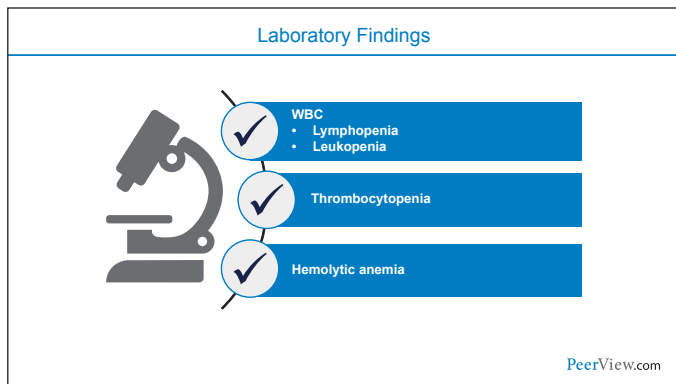 Laboratory Findings
WBC
• Lymphopenia
• Leukopenia
Thrombocytopenia
Hemolytic anemia
PeerView.com